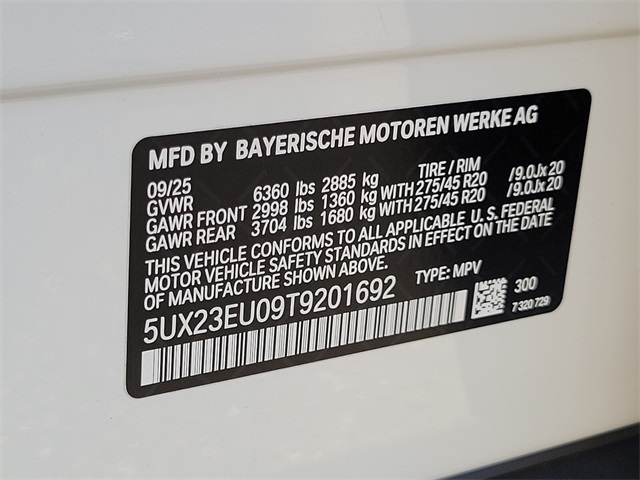 MFD BY BAYERISCHE MOTOREN WERKE AG
09/25 TIRE / RIM
GVWR 6360 lbs 2885 kg
GAWR FRONT 2998 lbs 1360 kg WITH 275/45 R20 /9.0Jx20
GAWR REAR 3704 lbs 1680 kg WITH 275/45 R20 /9.0Jx20
THIS VEHICLE CONFORMS TO ALL APPLICABLE U.S. FEDERAL
MOTOR VEHICLE SAFETY STANDARDS IN EFFECT ON THE DATE
OF MANUFACTURE SHOWN ABOVE.
5UX23EU09T9201692 TYPE: MPV
300
7 320 729